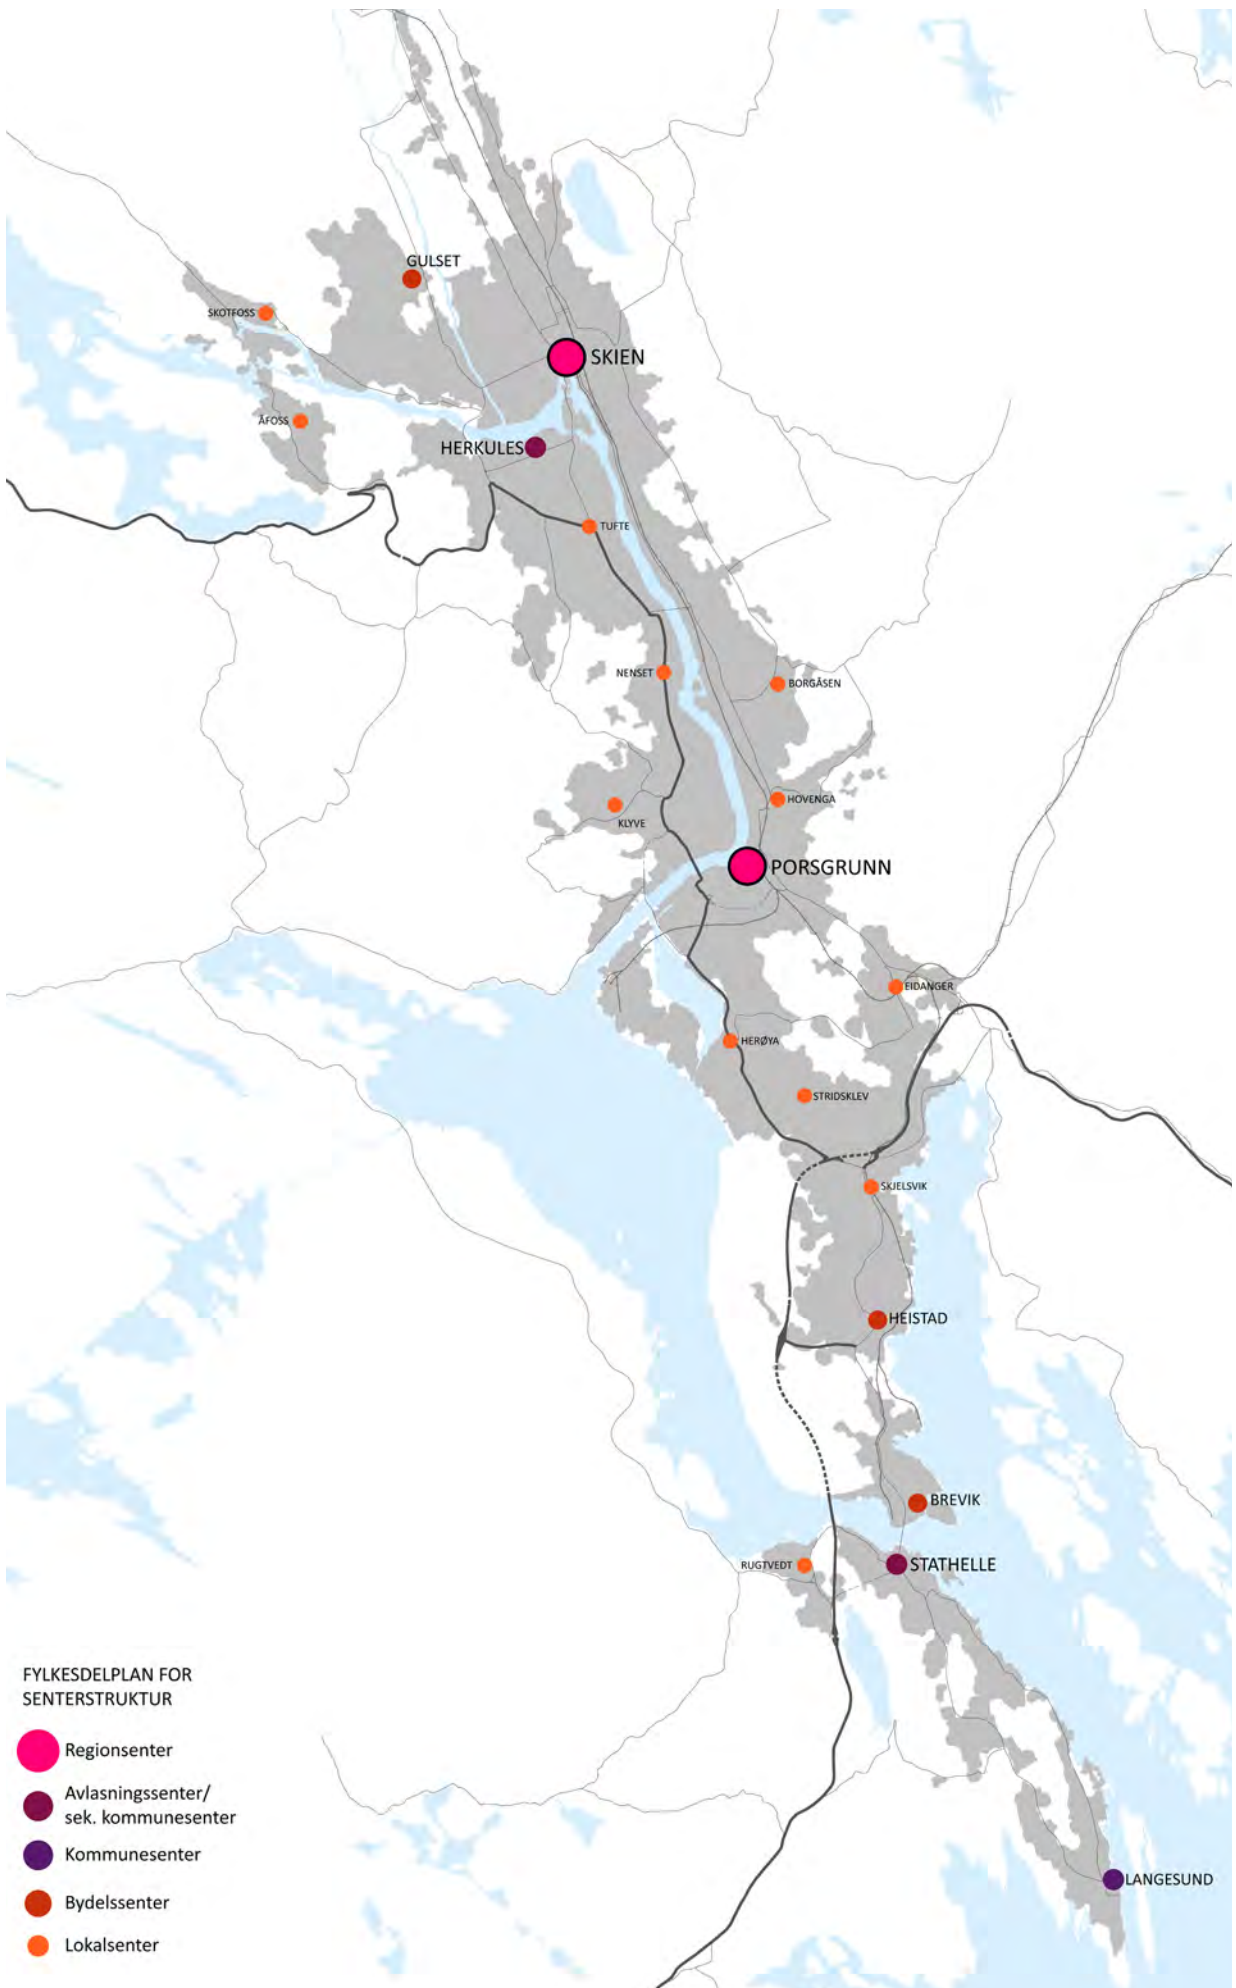 GULSET
SKOTFOSS
SKIEN
ÅFOSS
HERKULES
TUFTE
NENSET
BORGÅSEN
HOVENGA
KLYVE
PORSGRUNN
EIDANGER
HERØYA
STRIDSKLEV
SKJELSVIK
HEISTAD
BREVIK
RUGTVEDT
STATHELLE
LANGESUND
FYLKESDELPLAN FOR
SENTERSTRUKTUR
Regionsenter
Avlasningssenter/
sek. kommunesenter
Kommunesenter
Bydelssenter
Lokalsenter